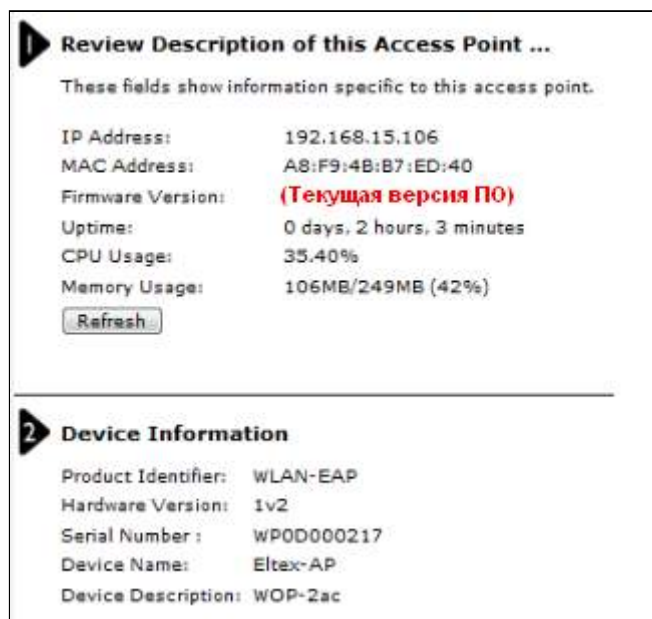 1 Review Description of this Access Point ...
These fields show information specific to this access point.
IP Address: 192.168.15.106
MAC Address: A8:F9:4B:B7:ED:40
Firmware Version: (Текущая версия ПО)
Uptime: 0 days, 2 hours, 3 minutes
CPU Usage: 35.40%
Memory Usage: 106MB/249MB (42%)
Refresh
2 Device Information
Product Identifier: WLAN-EAP
Hardware Version: 1v2
Serial Number : WP0D000217
Device Name: Eltex-AP
Device Description: WOP-2ac